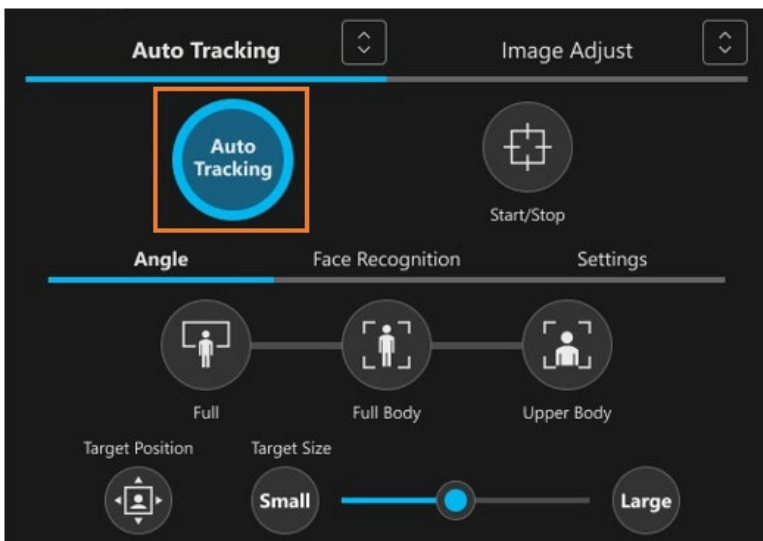 Auto Tracking
Image Adjust
Auto
Tracking
Start/Stop
Angle
Face Recognition
Settings
Full
Full Body
Upper Body
Target Position
Target Size
Small
Large